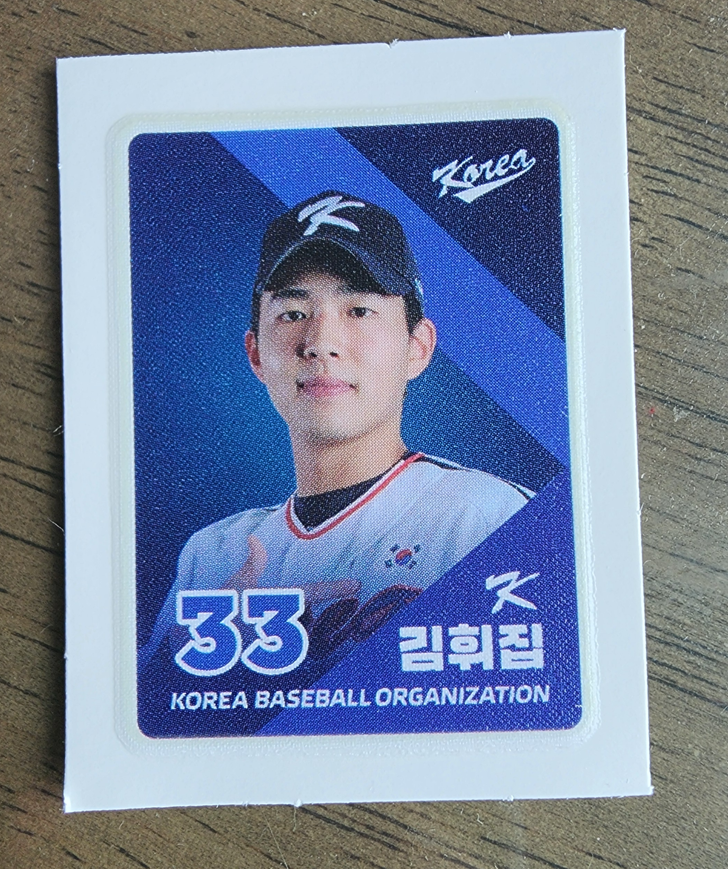 Korea
K
K
33
김휘집
KOREA BASEBALL ORGANIZATION